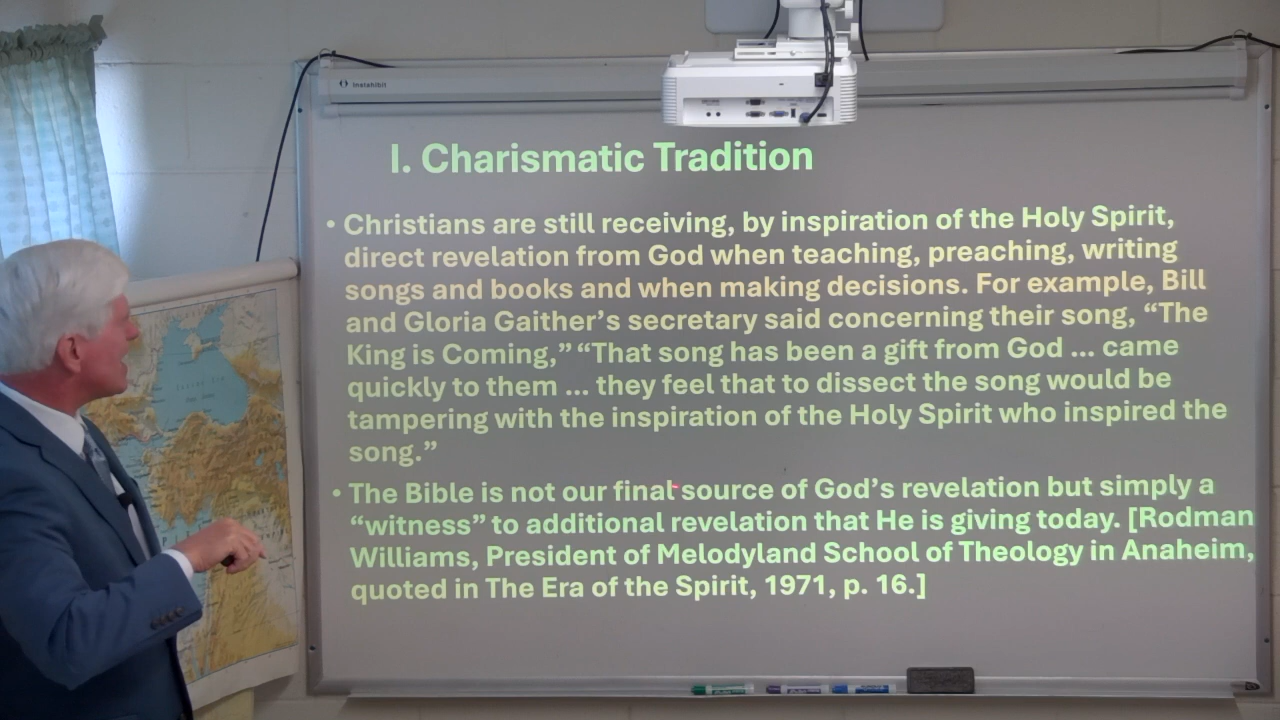 Instahibit
I. Charismatic Tradition
• Christians are still receiving, by inspiration of the Holy Spirit,
direct revelation from God when teaching, preaching, writing
songs and books and when making decisions. For example, Bill
and Gloria Gaither’s secretary said concerning their song, “The
King is Coming,” “That song has been a gift from God ... came
quickly to them ... they feel that to dissect the song would be
tampering with the inspiration of the Holy Spirit who inspired the
song.”
• The Bible is not our final source of God’s revelation but simply a
“witness” to additional revelation that He is giving today. [Rodman
Williams, President of Melodyland School of Theology in Anaheim,
quoted in The Era of the Spirit, 1971, p. 16.]